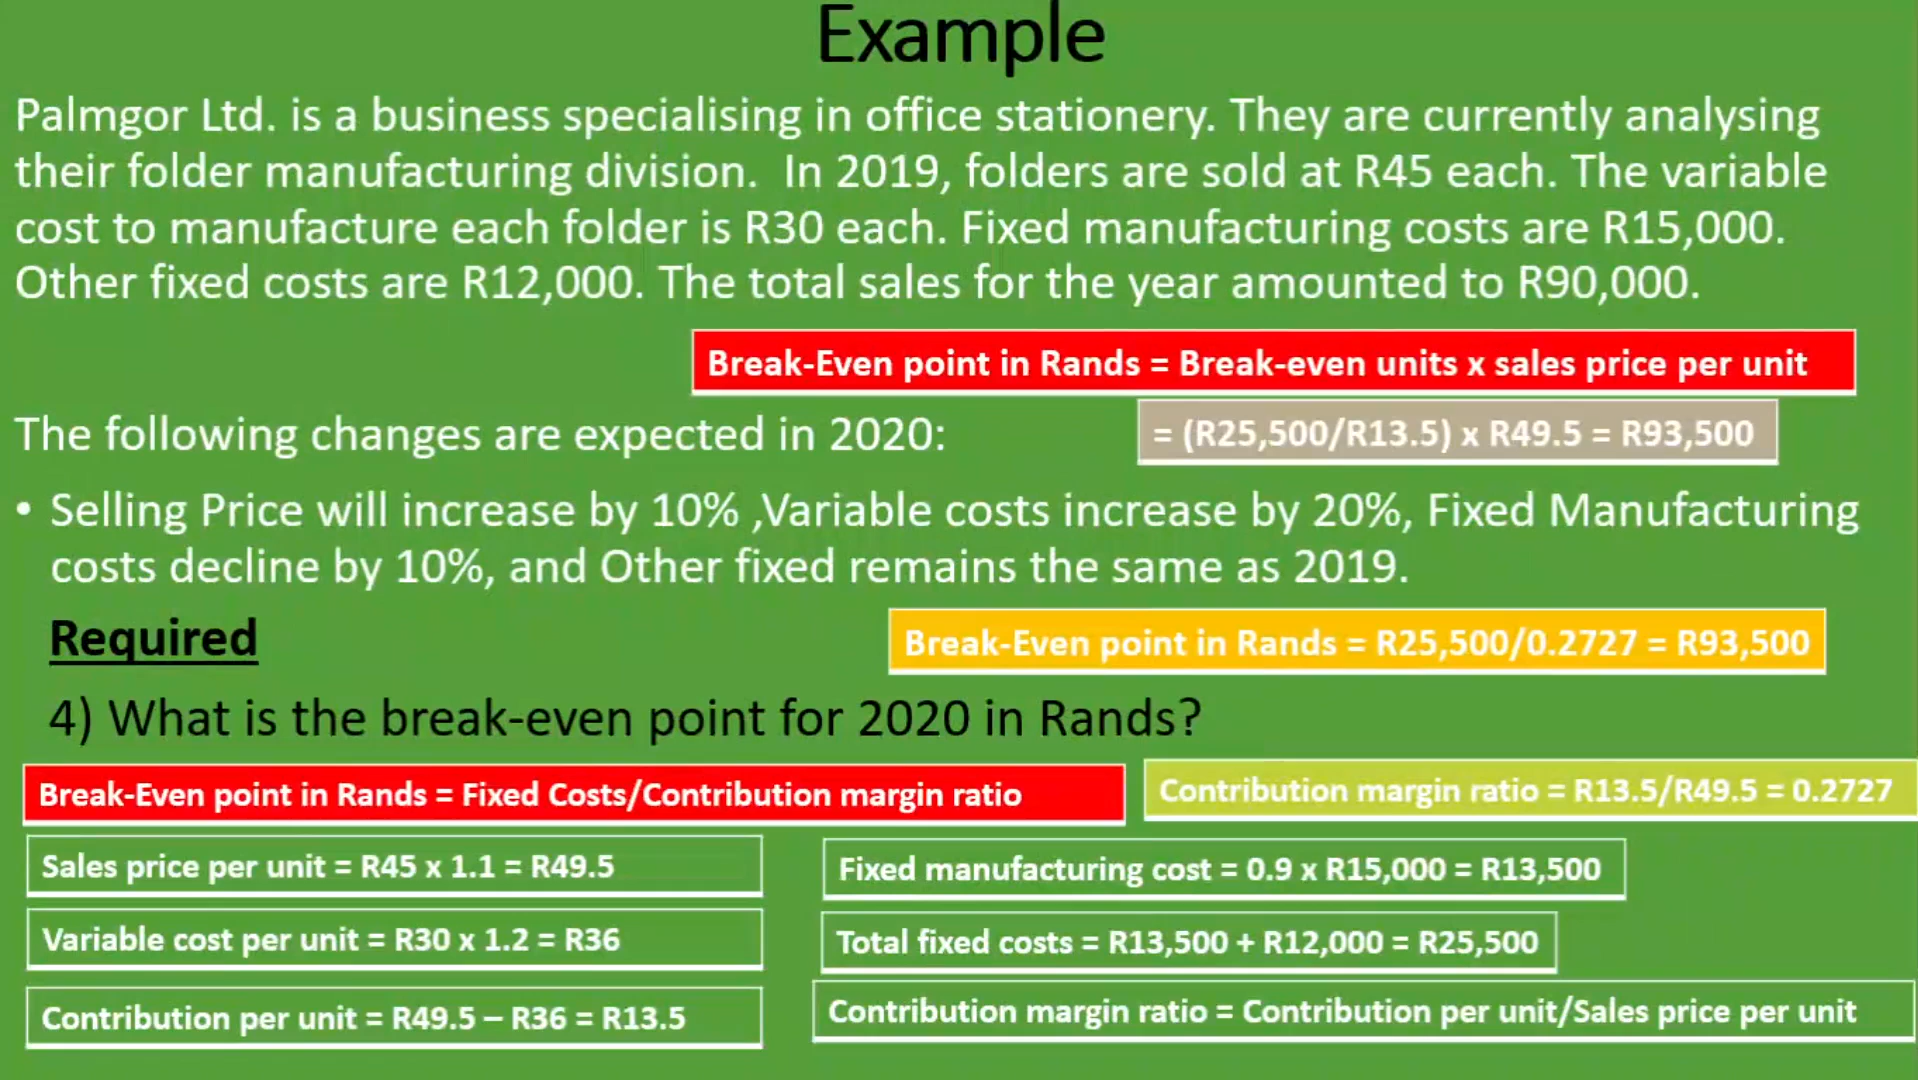 Example
Palmgor Ltd. is a business specialising in office stationery. They are currently analysing
their folder manufacturing division. In 2019, folders are sold at R45 each. The variable
cost to manufacture each folder is R30 each. Fixed manufacturing costs are R15,000.
Other fixed costs are R12,000. The total sales for the year amounted to R90,000.
Break-Even point in Rands = Break-even units x sales price per unit
The following changes are expected in 2020:
= (R25,500/R13.5) x R49.5 = R93,500
• Selling Price will increase by 10% ,Variable costs increase by 20%, Fixed Manufacturing
costs decline by 10%, and Other fixed remains the same as 2019.
Required
Break-Even point in Rands = R25,500/0.2727 = R93,500
4) What is the break-even point for 2020 in Rands?
Break-Even point in Rands = Fixed Costs/Contribution margin ratio
Contribution margin ratio = R13.5/R49.5 = 0.2727
Sales price per unit = R45 x 1.1 = R49.5
Fixed manufacturing cost = 0.9 x R15,000 = R13,500
Variable cost per unit = R30 x 1.2 = R36
Total fixed costs = R13,500 + R12,000 = R25,500
Contribution per unit = R49.5 – R36 = R13.5
Contribution margin ratio = Contribution per unit/Sales price per unit